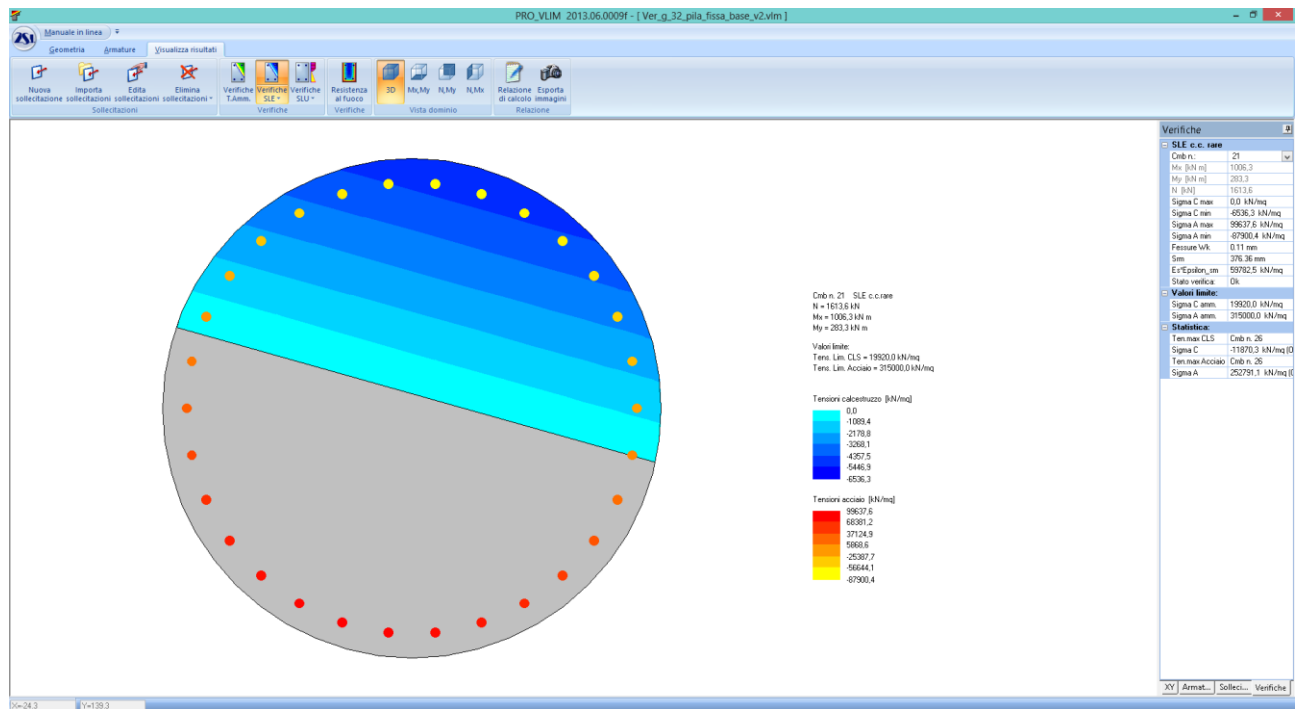 PRO_VLIM 2013.06.0009f - [ Ver_g_32_pila_fissa_base_v2.vlm ]
2SI
Manuale in linea
Geometria Armature Visualizza risultati
Nuova sollecitazione
Importa sollecitazioni
Edita sollecitazioni
Elimina sollecitazioni
Verifiche T.Amm.
Verifiche SLE
Verifiche SLU
Resistenza al fuoco
3D
Mx,My
N,My
N,Mx
Relazione di calcolo
Esporta immagini
Sollecitazioni Verifiche Verifiche Vista dominio Relazione
Cmb n. 21 SLE c.c.rare
N = 1613,6 kN
Mx = 1006,3 kN m
My = 283,3 kN m
Valori limite:
Tens. Lim. CLS = 19920,0 kN/mq
Tens. Lim. Acciaio = 315000,0 kN/mq
Tensioni calcestruzzo [kN/mq]
0,0
-1089,4
-2178,8
-3268,1
-4357,5
-5446,9
-6536,3
Tensioni acciaio [kN/mq]
99637,6
68381,2
37124,9
5868,6
-25387,7
-56644,1
-87900,4
Verifiche
SLE c.c. rare
Cmb n.: 21
Mx [kN m] 1006,3
My [kN m] 283,3
N [kN] 1613,6
Sigma C max 0,0 kN/mq
Sigma C min -6536,3 kN/mq
Sigma A max 99637,6 kN/mq
Sigma A min -87900,4 kN/mq
Fessure Wk 0.11 mm
Srm 376.36 mm
Es*Epsilon_sm 59782,5 kN/mq
Stato verifica: Ok
Valori limite:
Sigma C amm. 19920,0 kN/mq
Sigma A amm. 315000,0 kN/mq
Statistica:
Ten.max CLS Cmb n. 26
Sigma C -11870,3 kN/mq (0
Ten.max Acciaio Cmb n. 26
Sigma A 252791,1 kN/mq (0
XY Armat... Solleci... Verifiche
X=-24.3 Y=139.3